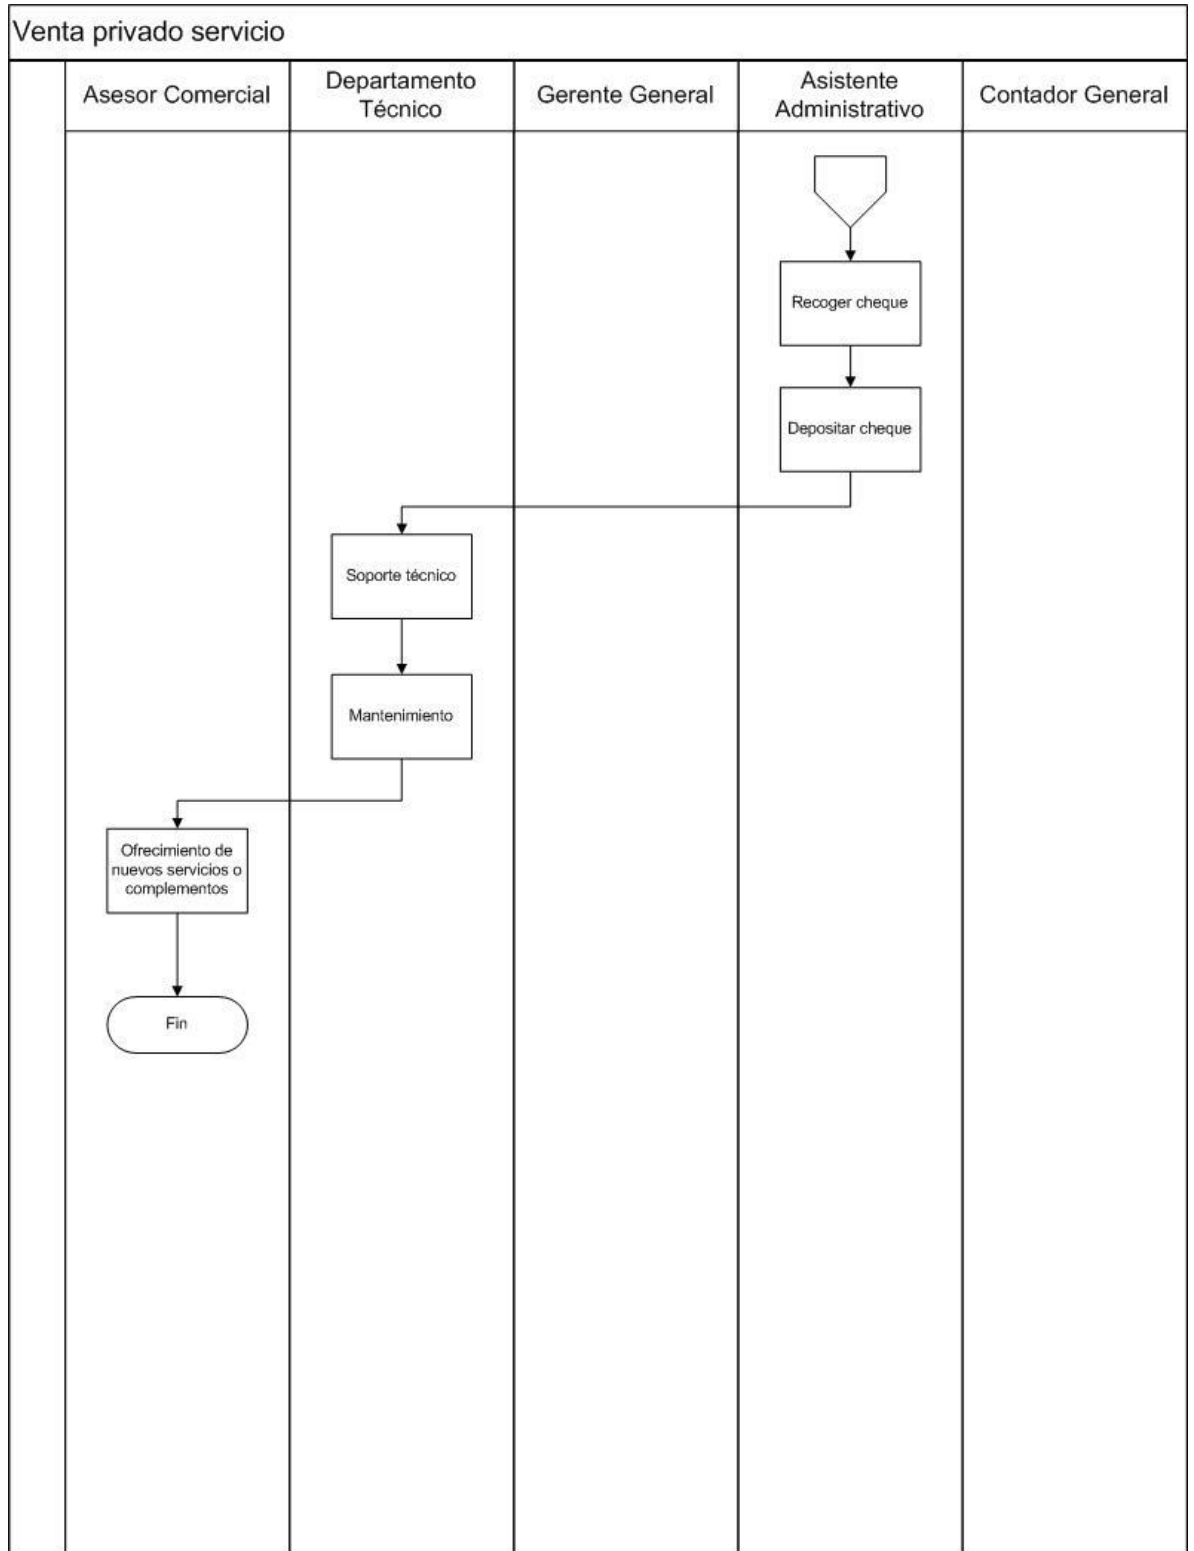 Venta privado servicio
Asesor Comercial
Departamento
Técnico
Gerente General
Asistente
Administrativo
Contador General
Recoger cheque
Depositar cheque
Soporte técnico
Mantenimiento
Ofrecimiento de
nuevos servicios o
complementos
Fin